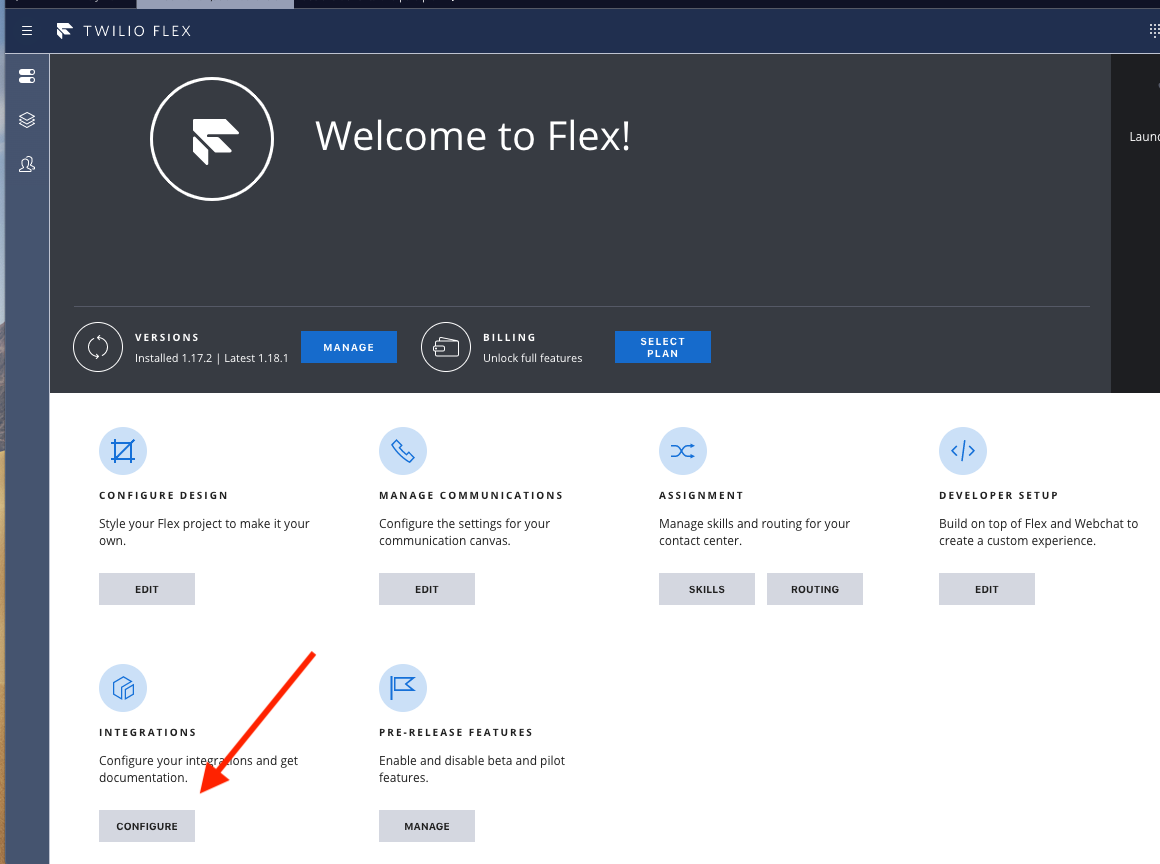 TWILIO FLEX
Welcome to Flex!
VERSIONS
Installed 1.17.2 | Latest 1.18.1
MANAGE
BILLING
Unlock full features
SELECT
PLAN
CONFIGURE DESIGN
Style your Flex project to make it your
own.
EDIT
MANAGE COMMUNICATIONS
Configure the settings for your
communication canvas.
EDIT
ASSIGNMENT
Manage skills and routing for your
contact center.
SKILLS
ROUTING
DEVELOPER SETUP
Build on top of Flex and Webchat to
create a custom experience.
EDIT
INTEGRATIONS
Configure your integrations and get
documentation.
CONFIGURE
PRE-RELEASE FEATURES
Enable and disable beta and pilot
features.
MANAGE